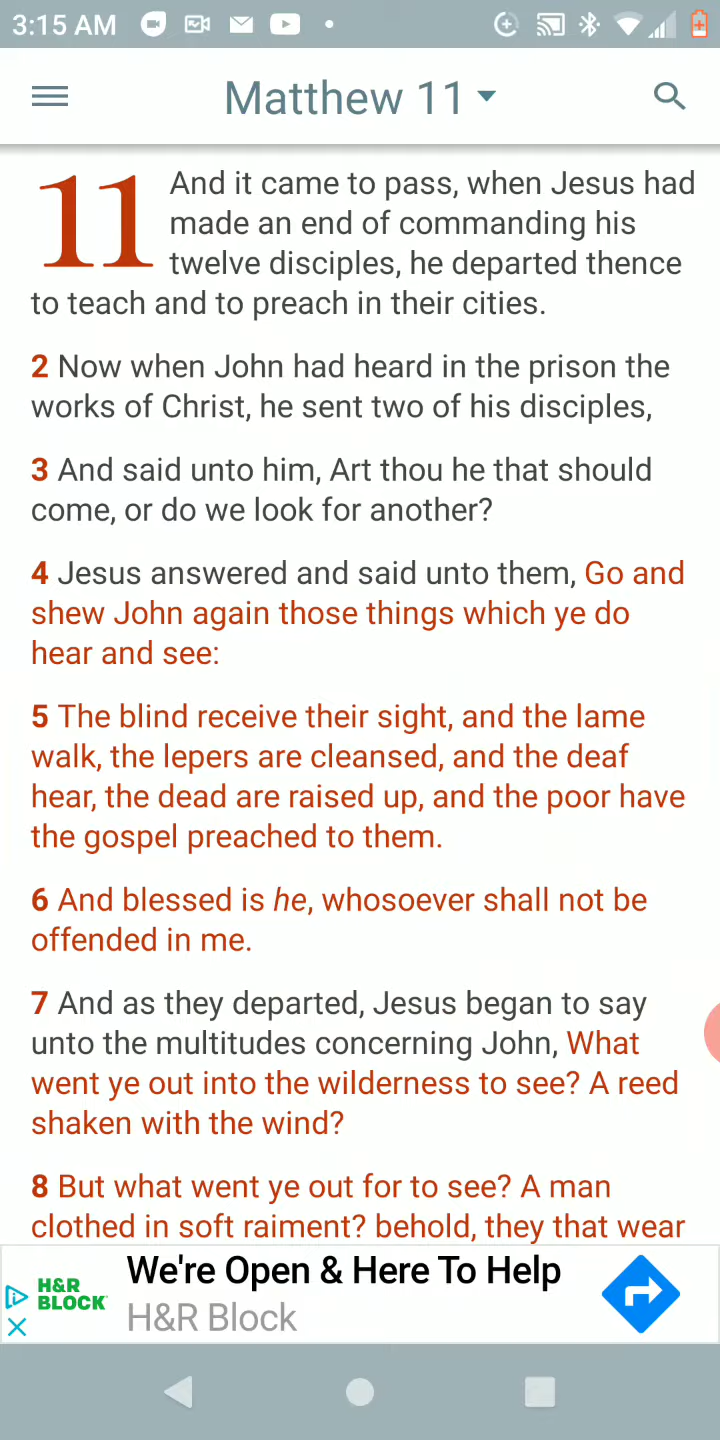 3:15 AM
Matthew 11
11 And it came to pass, when Jesus had
made an end of commanding his
twelve disciples, he departed thence
to teach and to preach in their cities.
2 Now when John had heard in the prison the
works of Christ, he sent two of his disciples,
3 And said unto him, Art thou he that should
come, or do we look for another?
4 Jesus answered and said unto them, Go and
shew John again those things which ye do
hear and see:
5 The blind receive their sight, and the lame
walk, the lepers are cleansed, and the deaf
hear, the dead are raised up, and the poor have
the gospel preached to them.
6 And blessed is he, whosoever shall not be
offended in me.
7 And as they departed, Jesus began to say
unto the multitudes concerning John, What
went ye out into the wilderness to see? A reed
shaken with the wind?
8 But what went ye out for to see? A man
clothed in soft raiment? behold, they that wear
H&R
BLOCK
We're Open & Here To Help
H&R Block